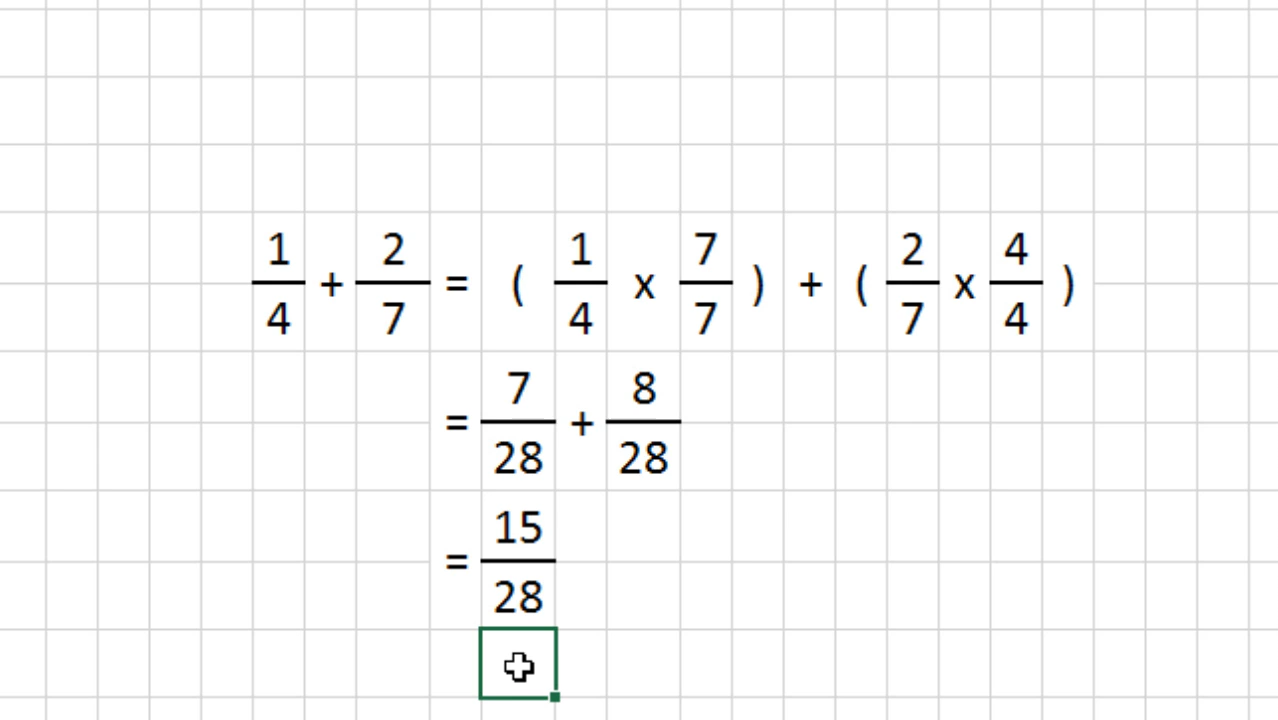 1/4 + 2/7 = ( 1/4 x 7/7 ) + ( 2/7 x 4/4 )
= 7/28 + 8/28
= 15/28